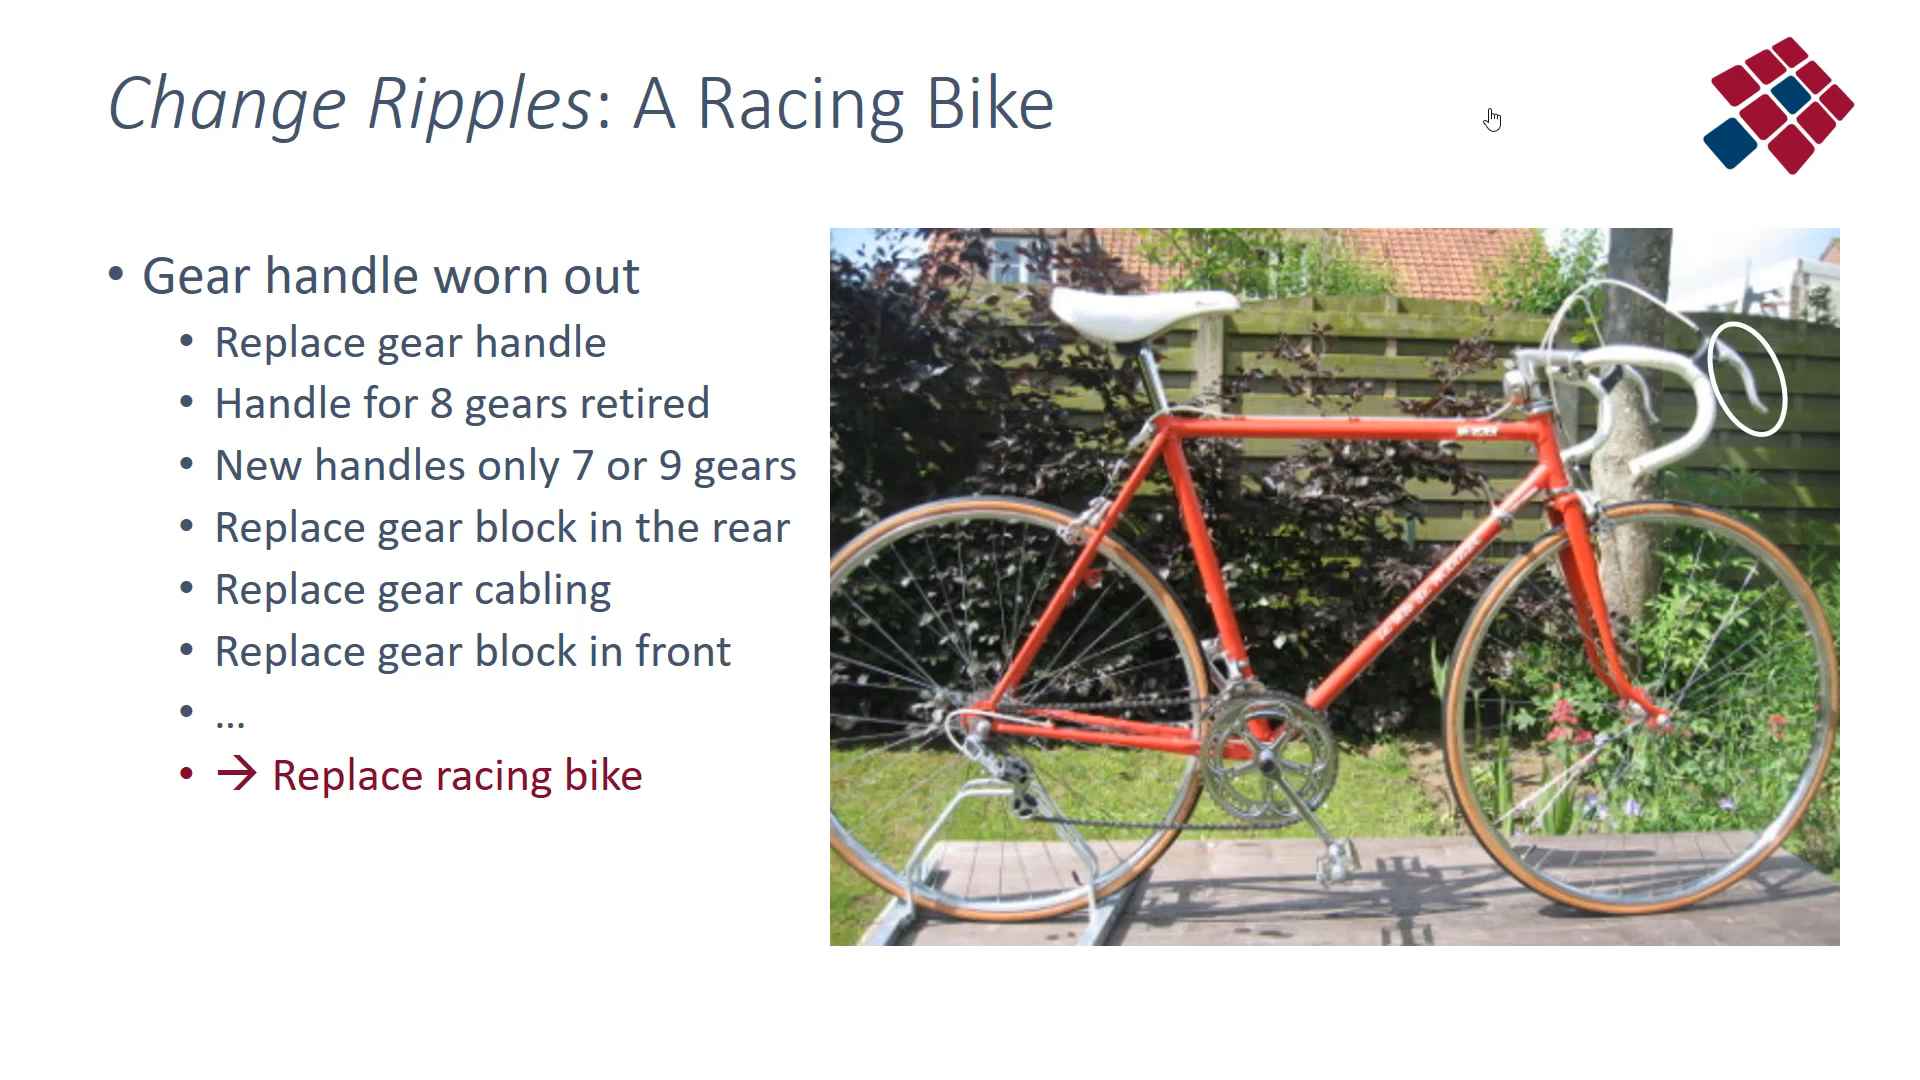 Change Ripples: A Racing Bike
• Gear handle worn out
• Replace gear handle
• Handle for 8 gears retired
• New handles only 7 or 9 gears
• Replace gear block in the rear
• Replace gear cabling
• Replace gear block in front
• ...
• → Replace racing bike